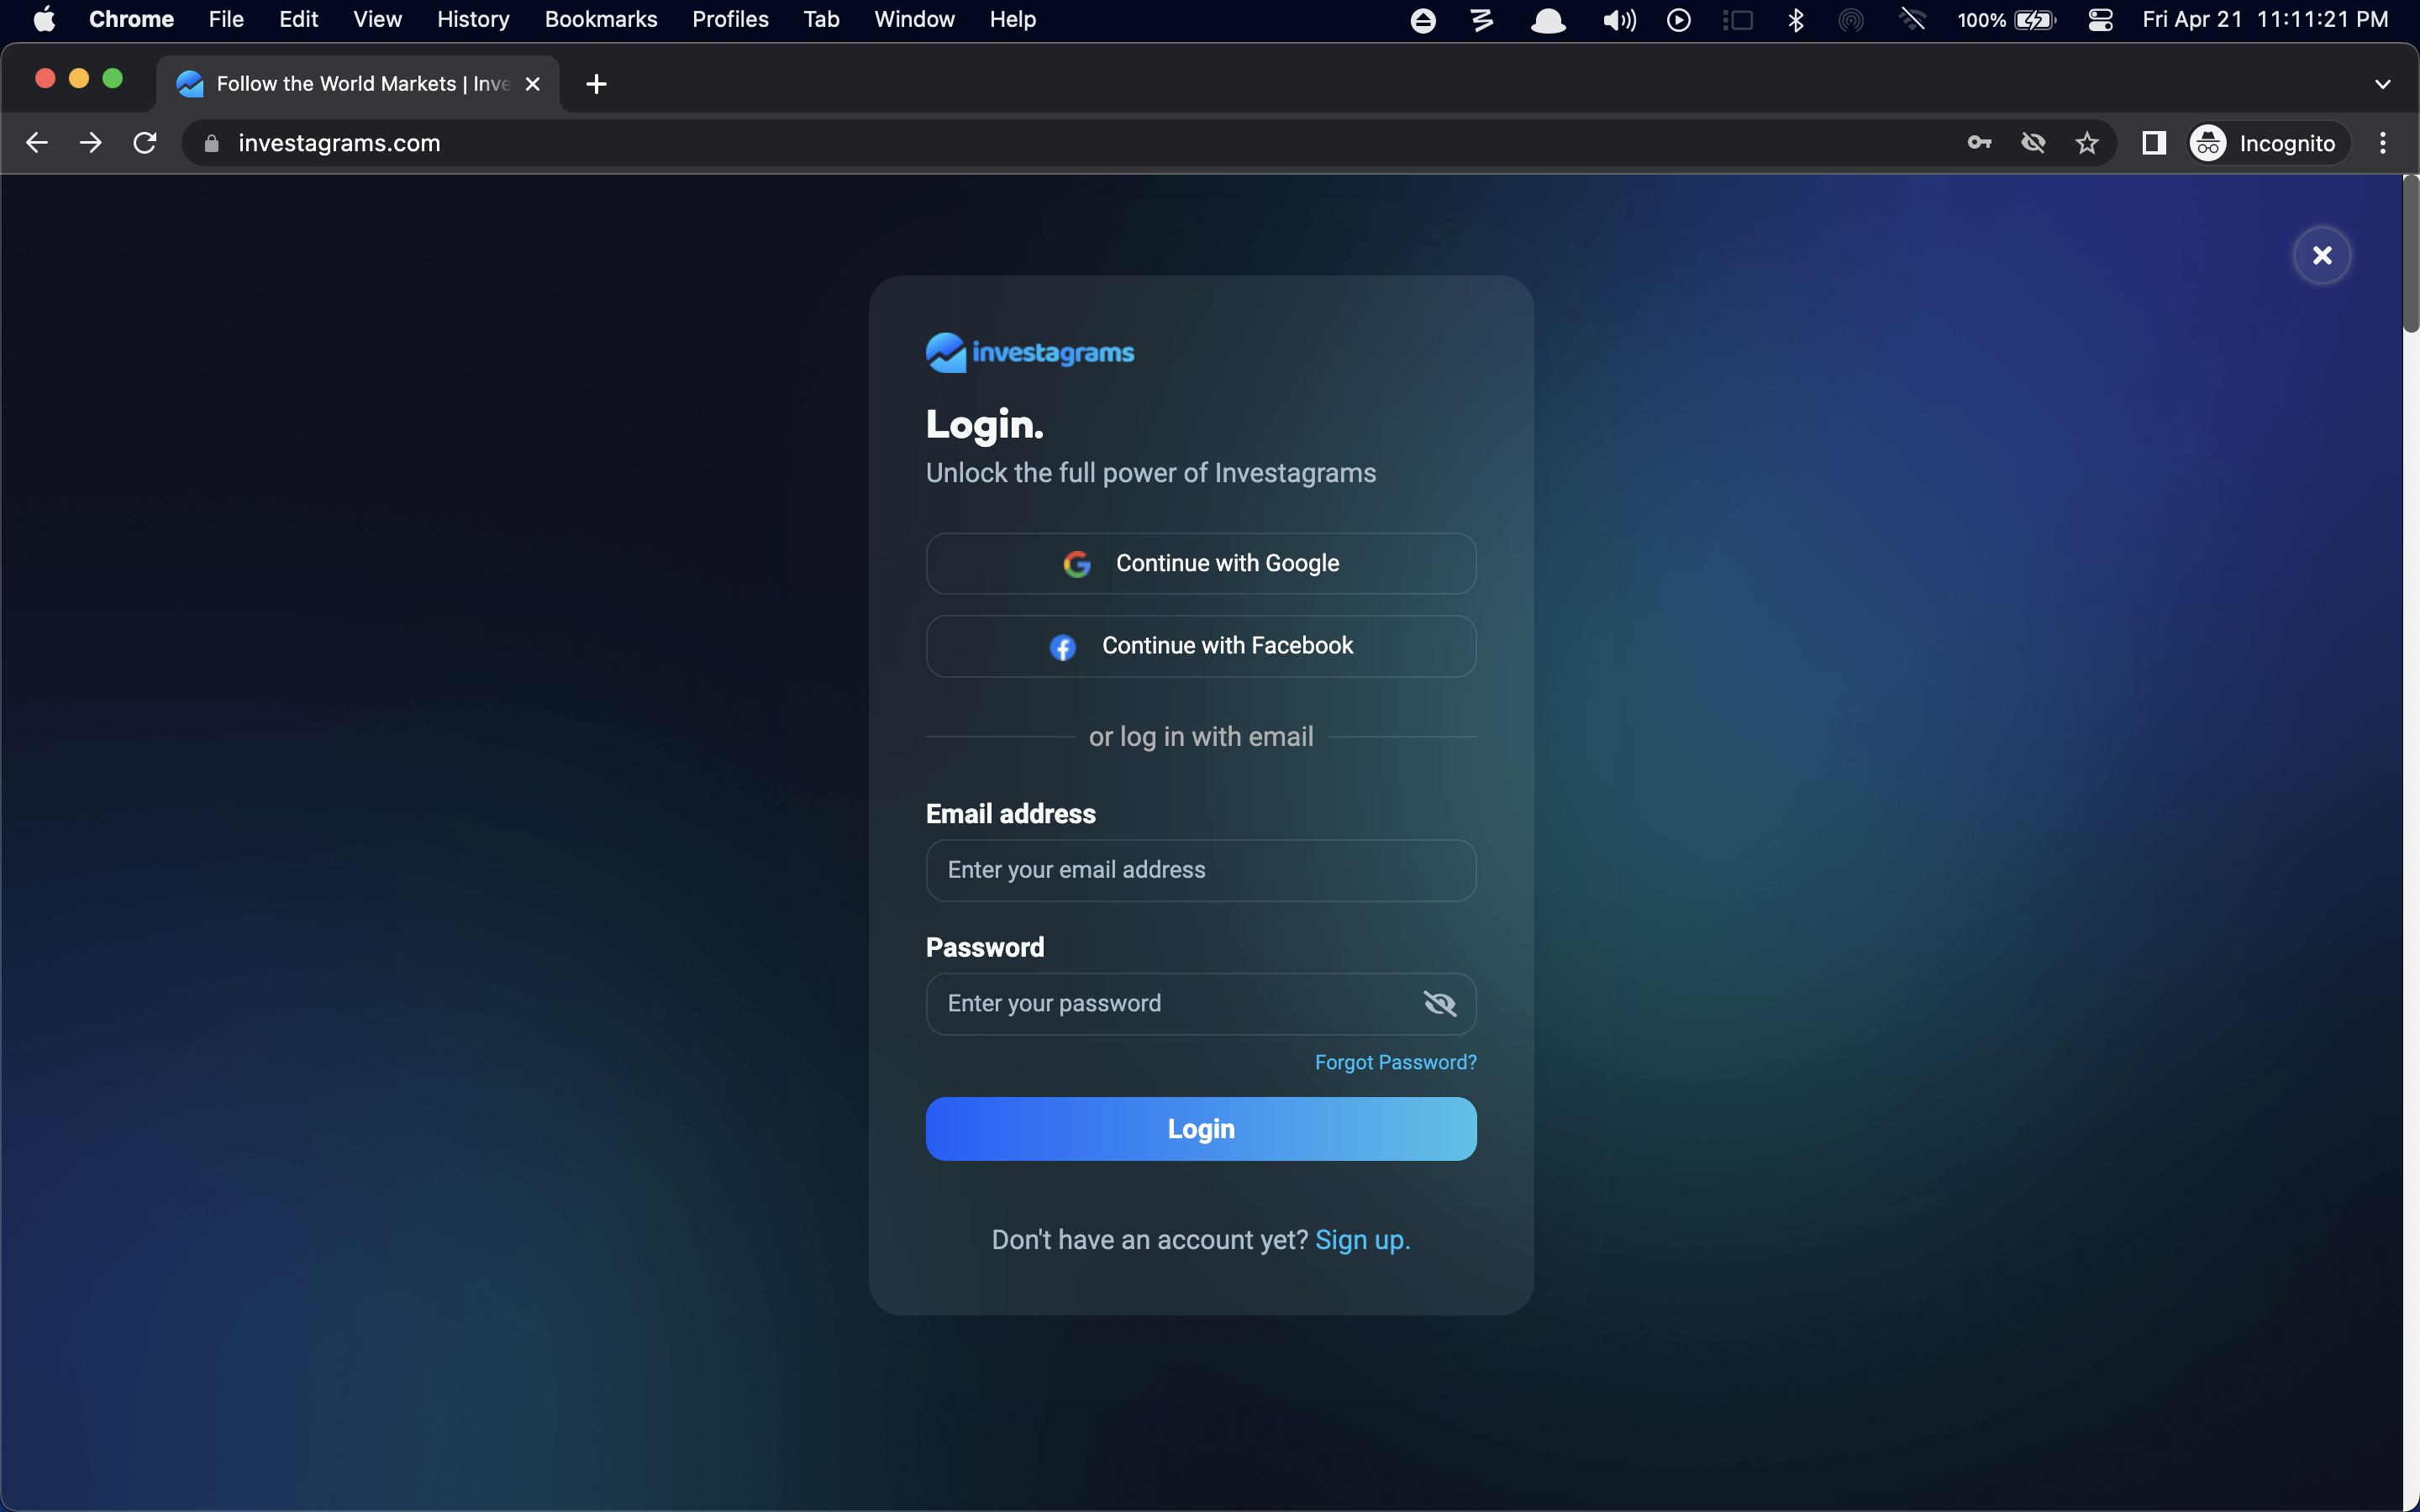 Chrome File Edit View History Bookmarks Profiles Tab Window Help 100% Fri Apr 21 11:11:21 PM
Follow the World Markets | Inve
investagrams.com Incognito
investagrams
Login.
Unlock the full power of Investagrams
Continue with Google
Continue with Facebook
or log in with email
Email address
Enter your email address
Password
Enter your password
Forgot Password?
Login
Don't have an account yet? Sign up.